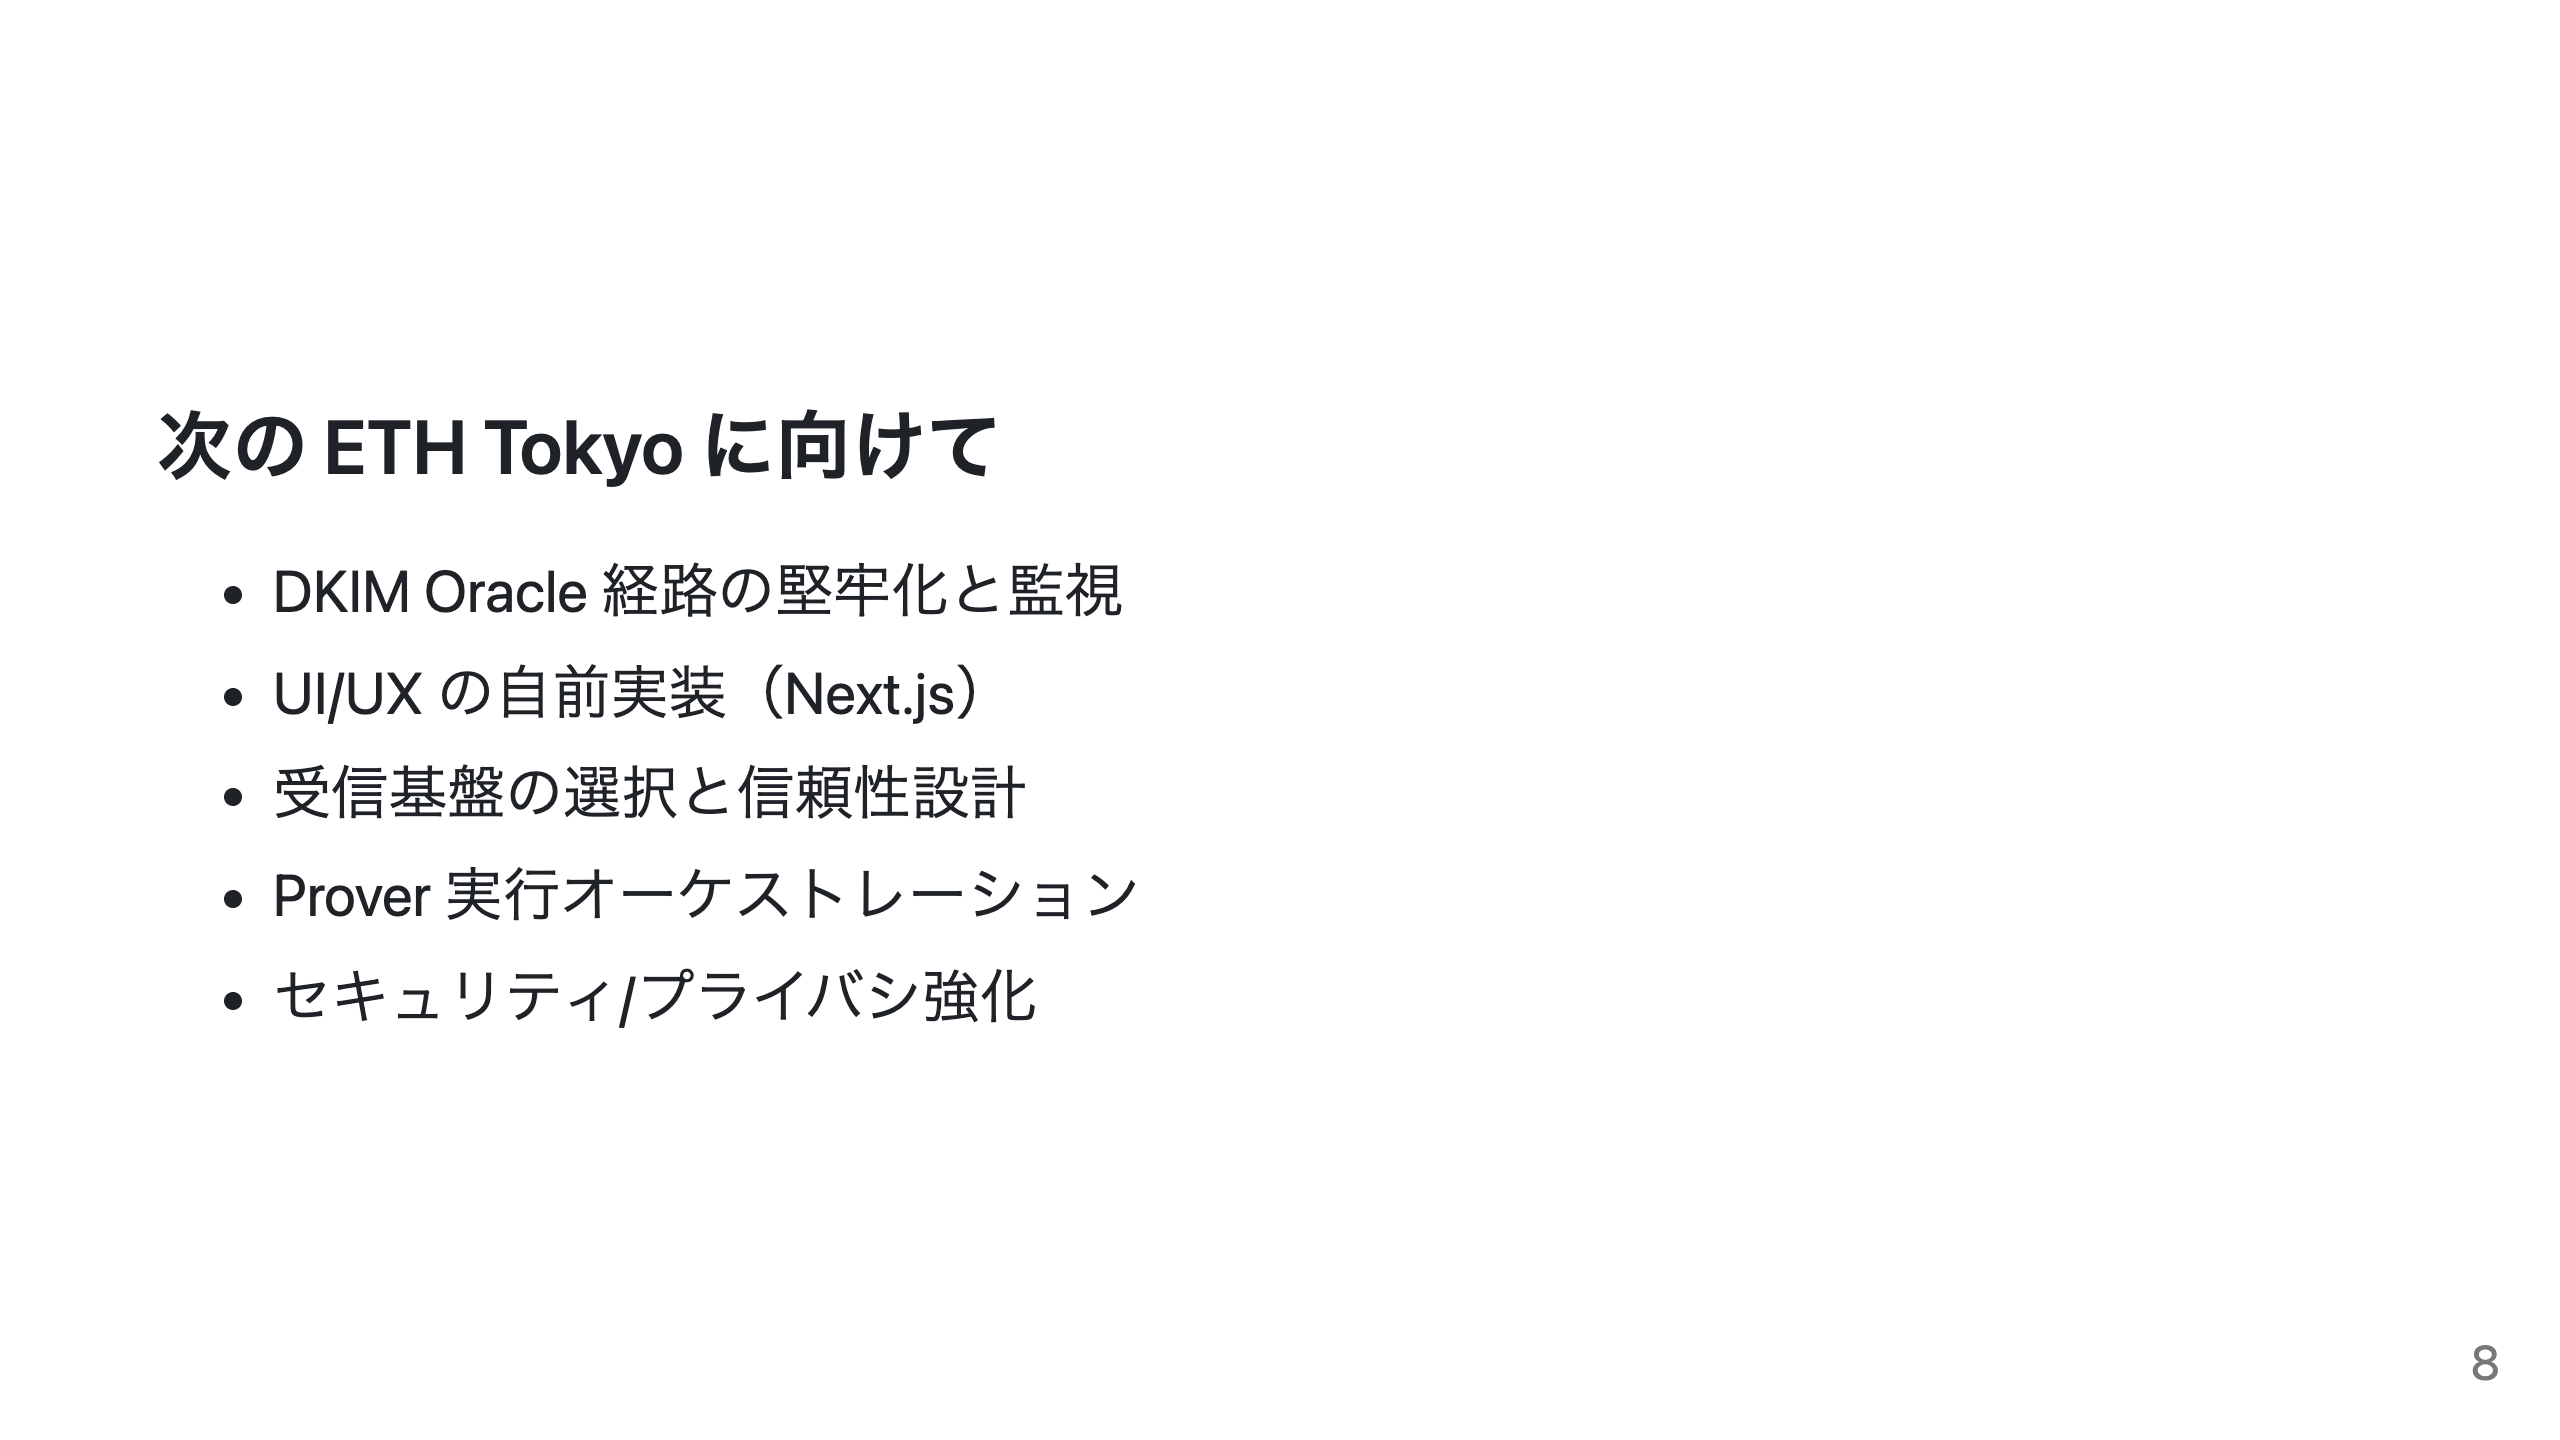 次の ETH Tokyo に向けて
• DKIM Oracle 経路の堅牢化と監視
• UI/UX の自前実装（Next.js）
• 受信基盤の選択と信頼性設計
• Prover 実行オーケストレーション
• セキュリティ/プライバシ強化
8